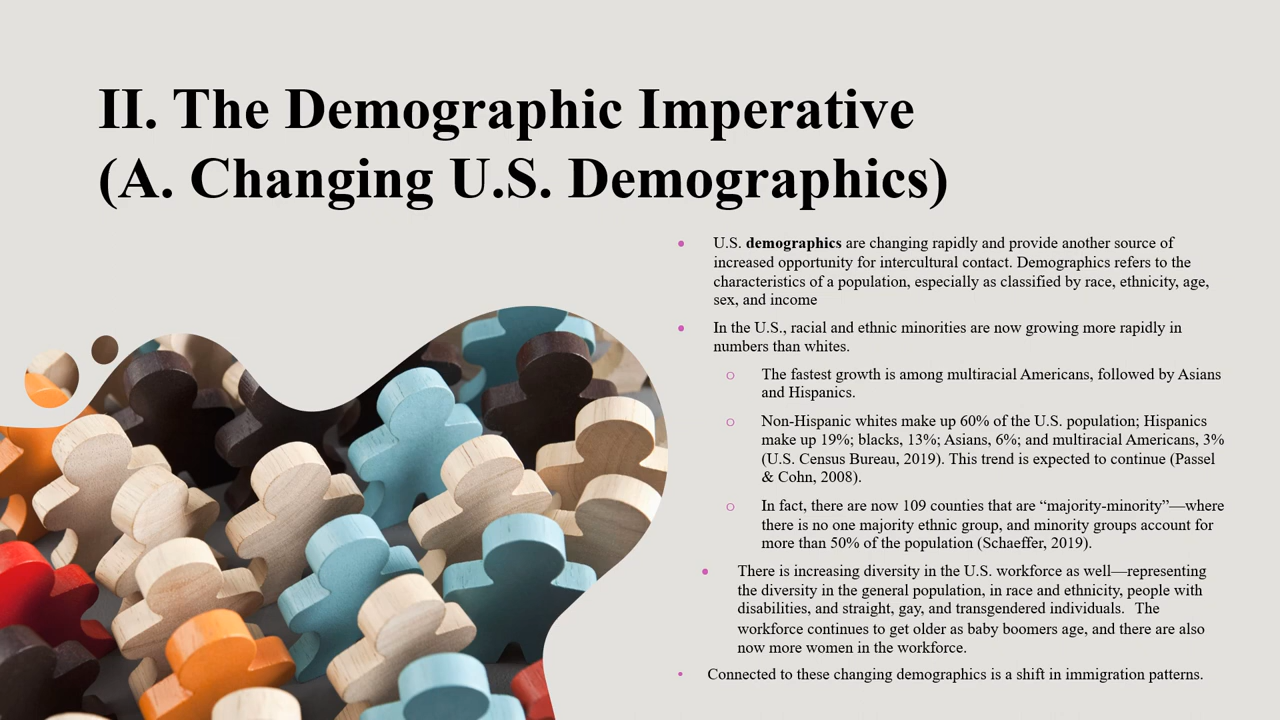 II. The Demographic Imperative
(A. Changing U.S. Demographics)
• U.S. demographics are changing rapidly and provide another source of
increased opportunity for intercultural contact. Demographics refers to the
characteristics of a population, especially as classified by race, ethnicity, age,
sex, and income
• In the U.S., racial and ethnic minorities are now growing more rapidly in
numbers than whites.
o The fastest growth is among multiracial Americans, followed by Asians
and Hispanics.
o Non-Hispanic whites make up 60% of the U.S. population; Hispanics
make up 19%; blacks, 13%; Asians, 6%; and multiracial Americans, 3%
(U.S. Census Bureau, 2019). This trend is expected to continue (Passel
& Cohn, 2008).
o In fact, there are now 109 counties that are “majority-minority”—where
there is no one majority ethnic group, and minority groups account for
more than 50% of the population (Schaeffer, 2019).
• There is increasing diversity in the U.S. workforce as well—representing
the diversity in the general population, in race and ethnicity, people with
disabilities, and straight, gay, and transgendered individuals. The
workforce continues to get older as baby boomers age, and there are also
now more women in the workforce.
• Connected to these changing demographics is a shift in immigration patterns.